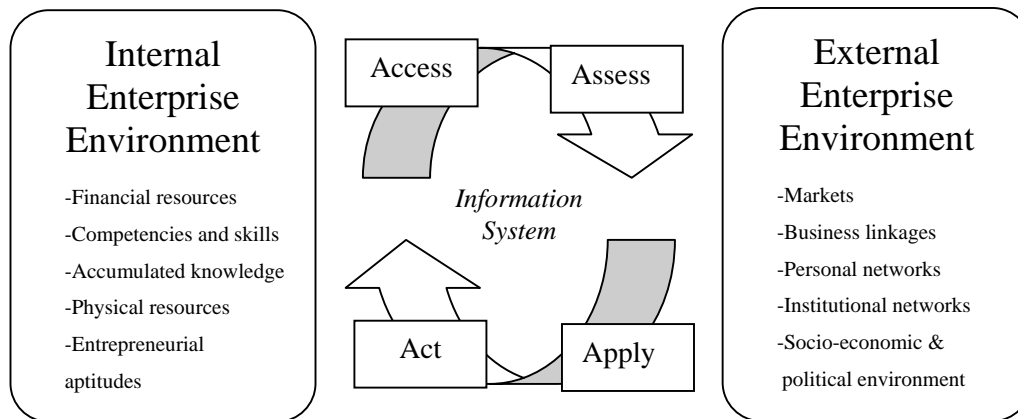 Internal
Enterprise
Environment
-Financial resources
-Competencies and skills
-Accumulated knowledge
-Physical resources
-Entrepreneurial
aptitudes
Access
Assess
Information
System
Act
Apply
External
Enterprise
Environment
-Markets
-Business linkages
-Personal networks
-Institutional networks
-Socio-economic &
political environment